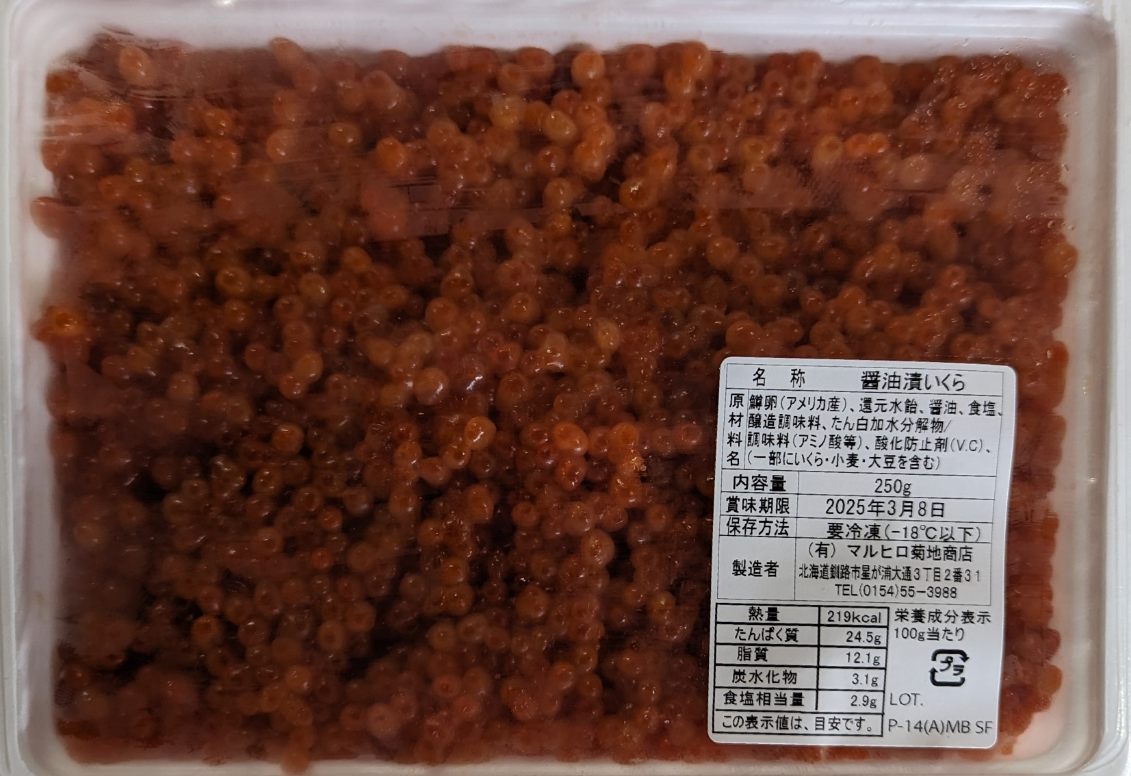 名称 醤油漬いくら
原材料名 鱒卵(アメリカ産)、還元水飴、醤油、食塩、
醸造調味料、たん白加水分解物/
調味料(アミノ酸等)、酸化防止剤(V.C)、
(一部にいくら・小麦・大豆を含む)
内容量 250g
賞味期限 2025年3月8日
保存方法 要冷凍(-18℃以下)
製造者 (有) マルヒロ菊地商店
北海道釧路市星が浦大通3丁目2番31
TEL(0154)55-3988
栄養成分表示
100g当たり
熱量 219kcal
たんぱく質 24.5g
脂質 12.1g
炭水化物 3.1g
食塩相当量 2.9g
この表示値は、目安です。
プラ
LOT.
P-14(A)MB SF